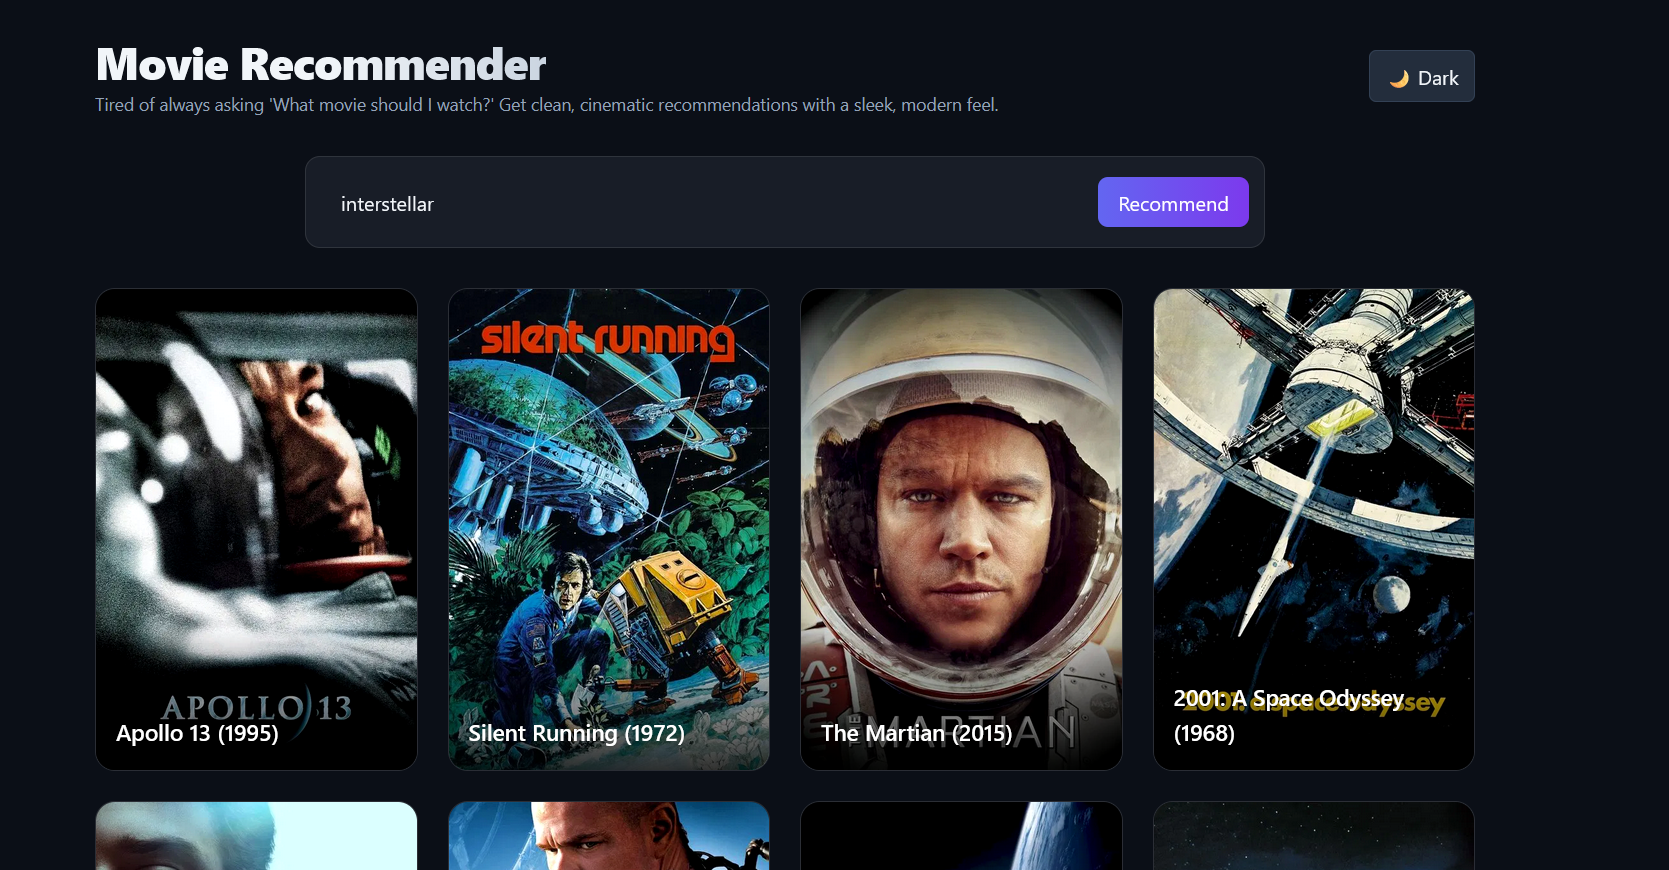 Movie Recommender
Tired of always asking 'What movie should I watch?' Get clean, cinematic recommendations with a sleek, modern feel.
🌙 Dark
interstellar
Recommend
APOLLO 13
Apollo 13 (1995)
silent running
Silent Running (1972)
THE MARTIAN
The Martian (2015)
2001: a space odyssey
2001: A Space Odyssey
(1968)